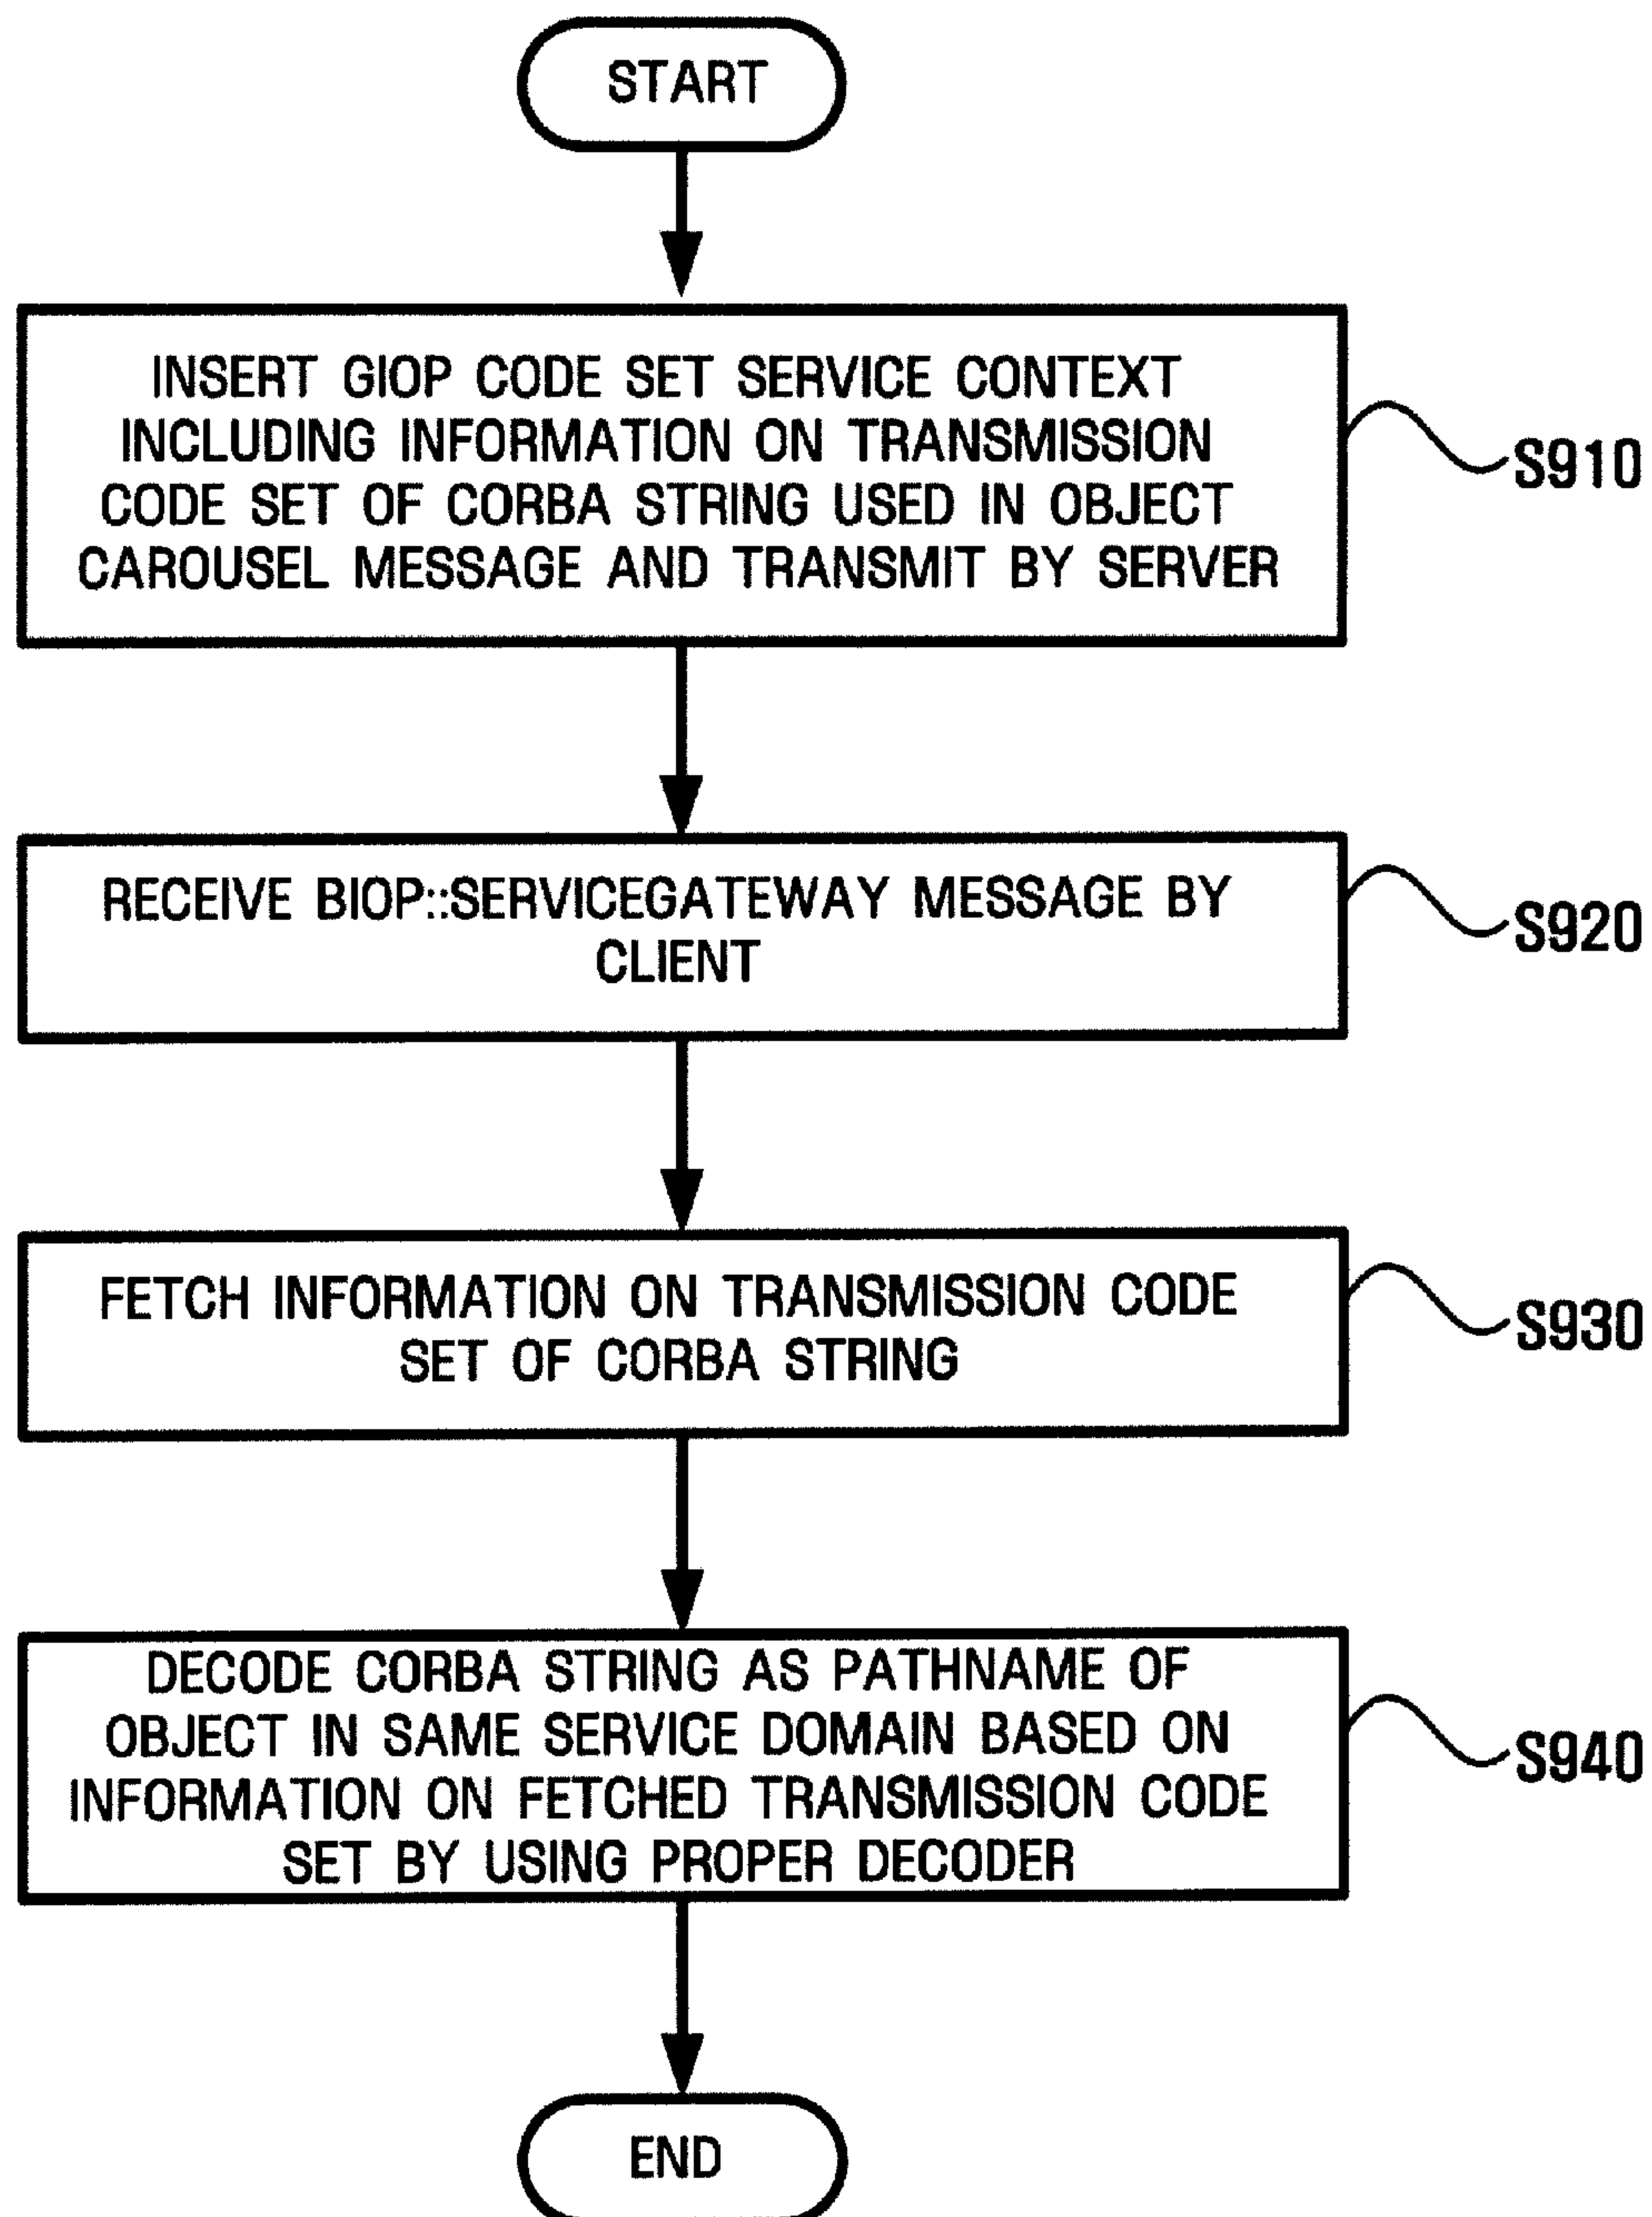 START
INSERT GIOP CODE SET SERVICE CONTEXT
INCLUDING INFORMATION ON TRANSMISSION
CODE SET OF CORBA STRING USED IN OBJECT
CAROUSEL MESSAGE AND TRANSMIT BY SERVER
S910
RECEIVE BIOP::SERVICEGATEWAY MESSAGE BY
CLIENT
S920
FETCH INFORMATION ON TRANSMISSION CODE
SET OF CORBA STRING
S930
DECODE CORBA STRING AS PATHNAME OF
OBJECT IN SAME SERVICE DOMAIN BASED ON
INFORMATION ON FETCHED TRANSMISSION CODE
SET BY USING PROPER DECODER
S940
END